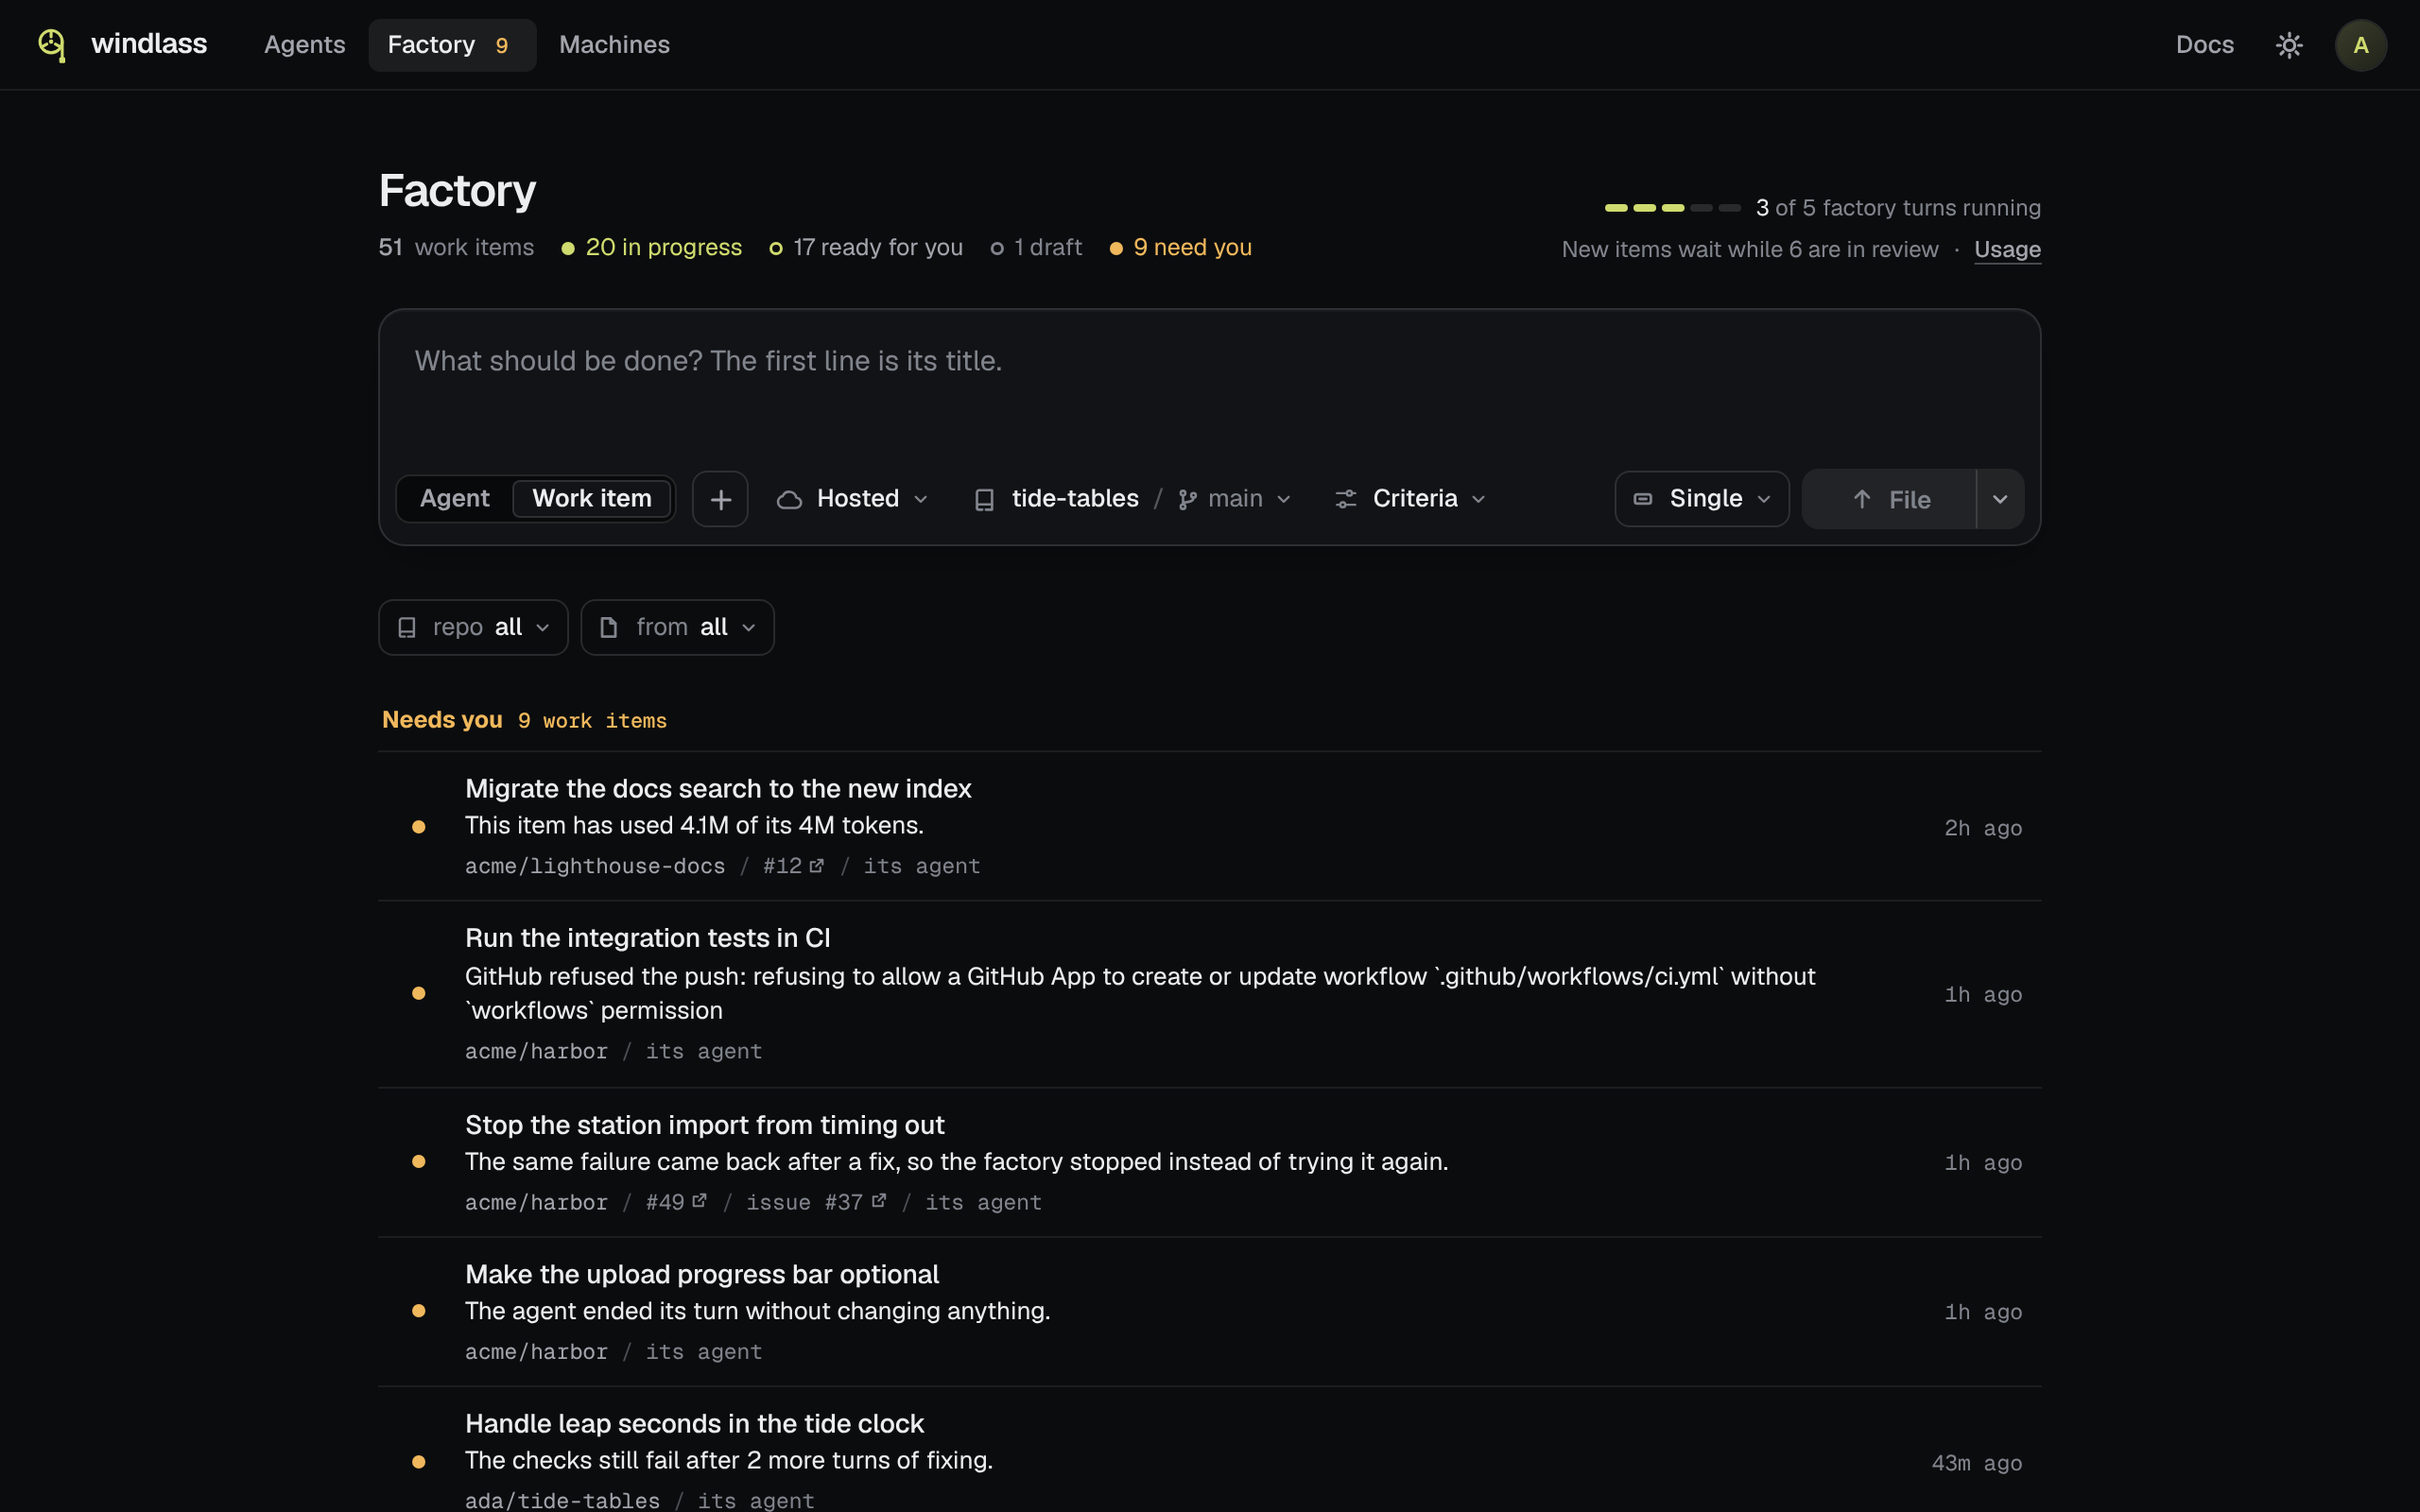 windlass Agents Factory 9 Machines Docs A
Factory
3 of 5 factory turns running
51 work items 20 in progress 17 ready for you 1 draft 9 need you
New items wait while 6 are in review · Usage
What should be done? The first line is its title.
Agent Work item + Hosted tide-tables / main Criteria Single File
repo all from all
Needs you 9 work items
Migrate the docs search to the new index
This item has used 4.1M of its 4M tokens.
2h ago
acme/lighthouse-docs / #12 / its agent
Run the integration tests in CI
GitHub refused the push: refusing to allow a GitHub App to create or update workflow `.github/workflows/ci.yml` without
`workflows` permission
1h ago
acme/harbor / its agent
Stop the station import from timing out
The same failure came back after a fix, so the factory stopped instead of trying it again.
1h ago
acme/harbor / #49 / issue #37 / its agent
Make the upload progress bar optional
The agent ended its turn without changing anything.
1h ago
acme/harbor / its agent
Handle leap seconds in the tide clock
The checks still fail after 2 more turns of fixing.
43m ago
ada/tide-tables / its agent